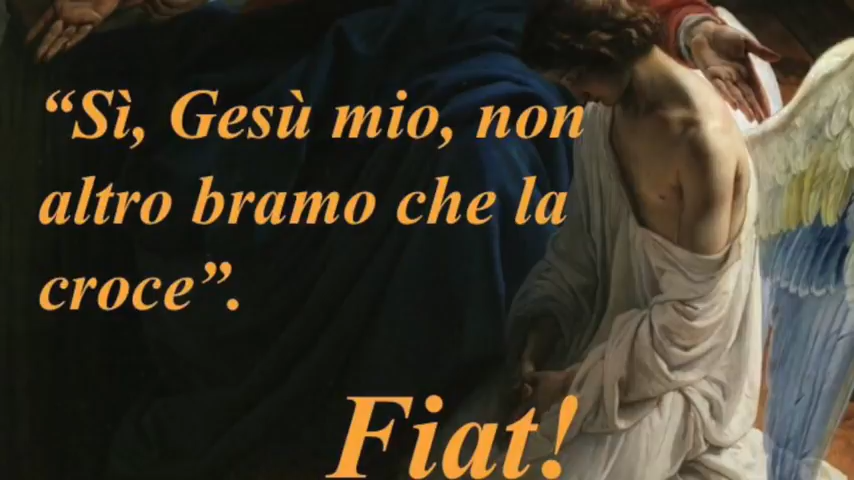 “Sì, Gesù mio, non
altro bramo che la
croce”.
Fiat!